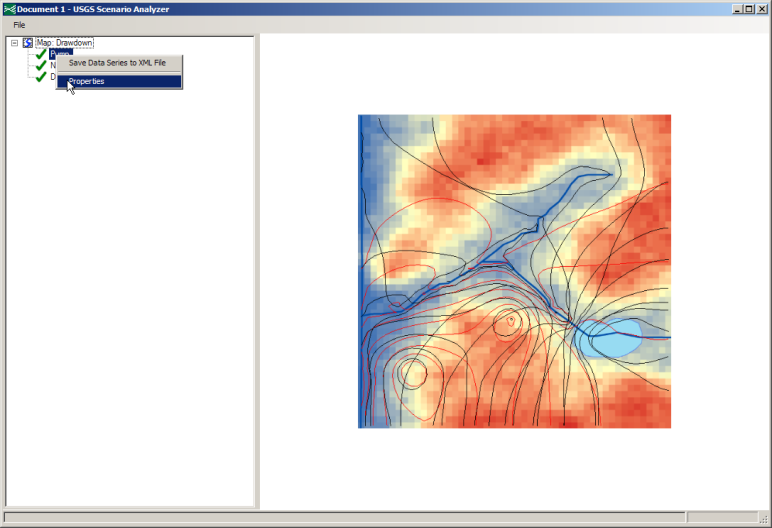 Document 1 - USGS Scenario Analyzer
File
Map: Drawdown
Save Data Series to XML File
Properties